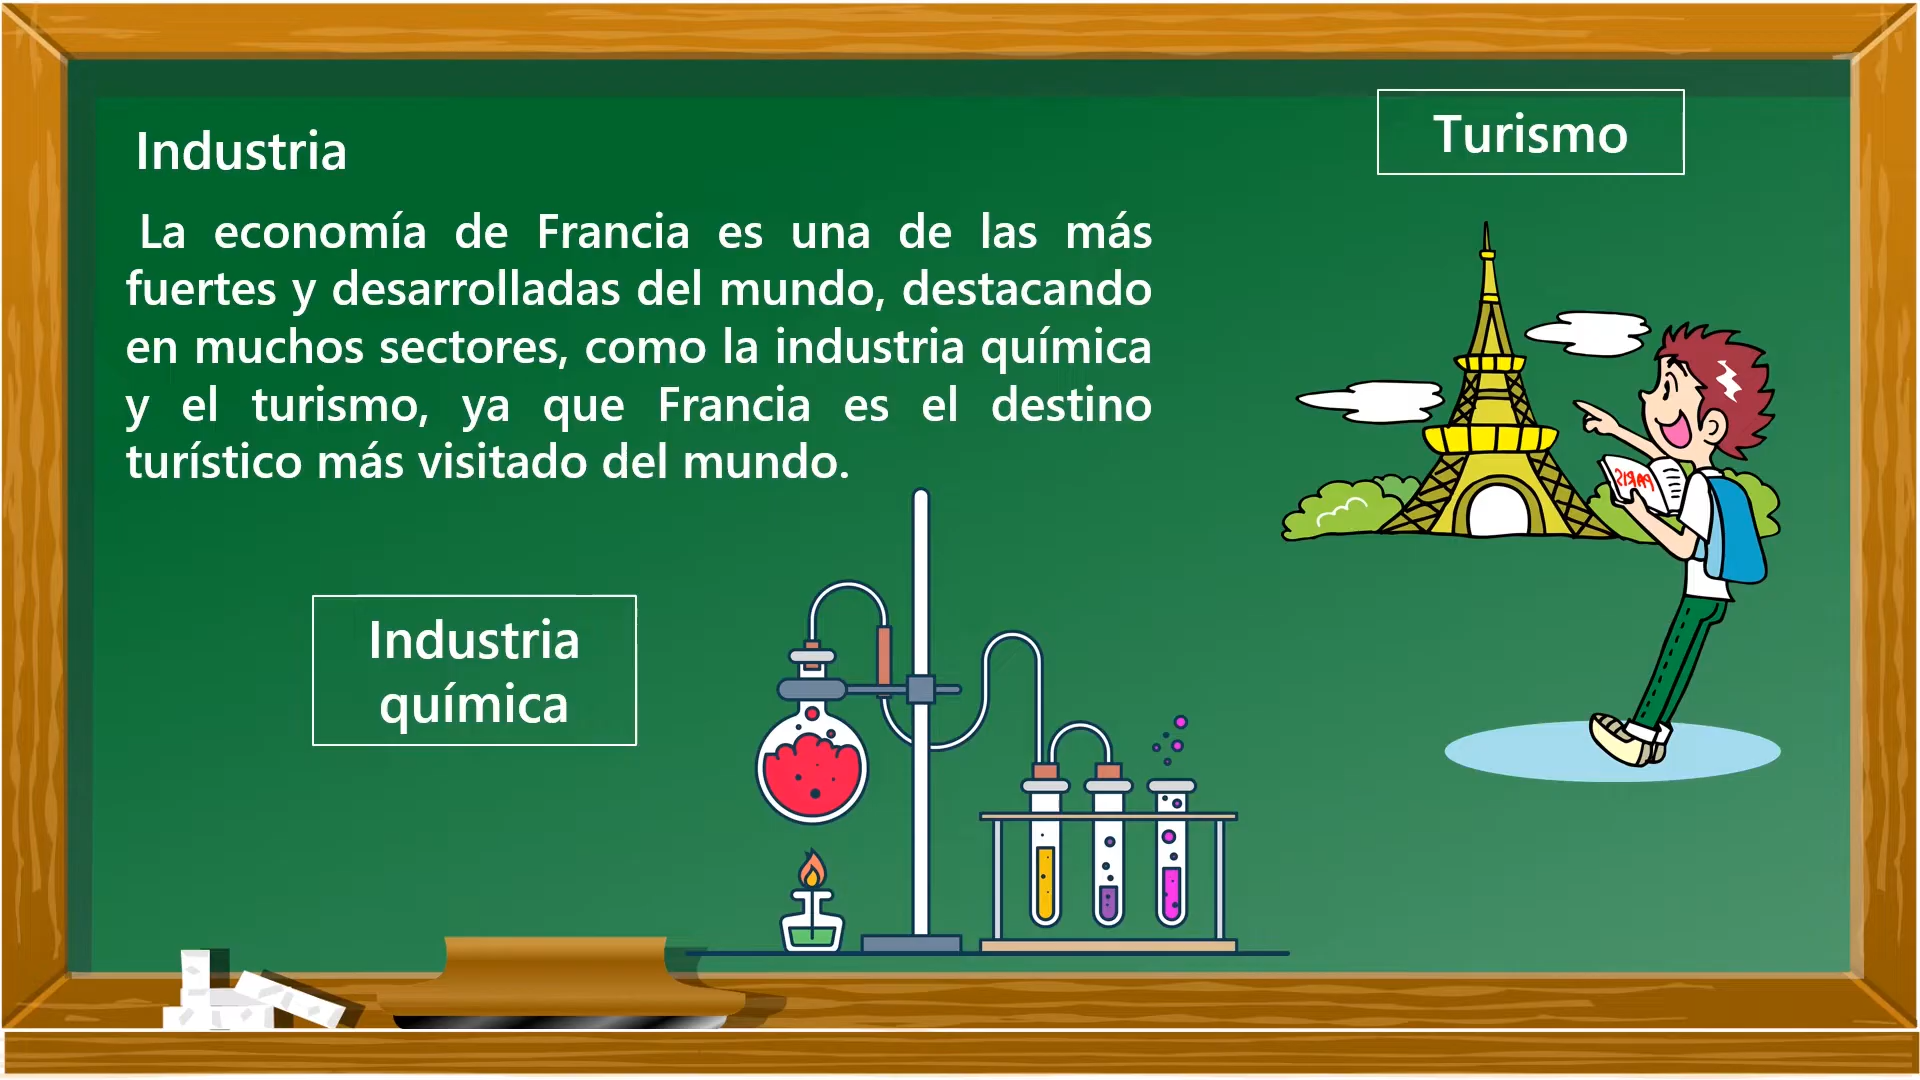 Industria
La economía de Francia es una de las más
fuertes y desarrolladas del mundo, destacando
en muchos sectores, como la industria química
y el turismo, ya que Francia es el destino
turístico más visitado del mundo.
Turismo
PARIS
Industria
química